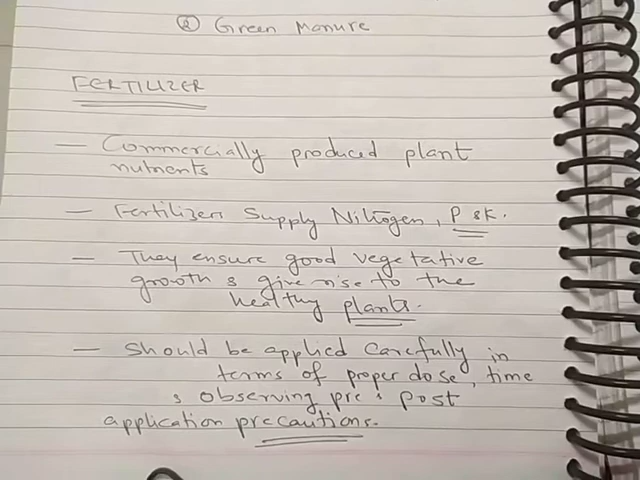 ② Green Manure
FERTILIZER
— Commercially produced plant
nutrients
— Fertilizers Supply Nitrogen, P & K.
— They ensure good vegetative
growth & give rise to the
healthy plants.
— Should be applied carefully in
terms of proper dose, time
& observing pre & post
application precautions.